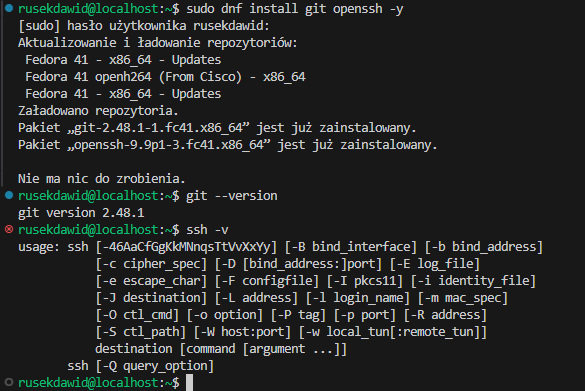 rusekdawid@localhost:~$ sudo dnf install git openssh -y
[sudo] hasło użytkownika rusekdawid:
Aktualizowanie i ładowanie repozytoriów:
 Fedora 41 - x86_64 - Updates
 Fedora 41 openh264 (From Cisco) - x86_64
 Fedora 41 - x86_64 - Updates
Załadowano repozytoria.
Pakiet „git-2.48.1-1.fc41.x86_64” jest już zainstalowany.
Pakiet „openssh-9.9p1-3.fc41.x86_64” jest już zainstalowany.

Nie ma nic do zrobienia.
rusekdawid@localhost:~$ git --version
git version 2.48.1
rusekdawid@localhost:~$ ssh -v
usage: ssh [-46AaCfGgKkMNnqsTtVvXxYy] [-B bind_interface] [-b bind_address]
           [-c cipher_spec] [-D [bind_address:]port] [-E log_file]
           [-e escape_char] [-F configfile] [-I pkcs11] [-i identity_file]
           [-J destination] [-L address] [-l login_name] [-m mac_spec]
           [-O ctl_cmd] [-o option] [-P tag] [-p port] [-R address]
           [-S ctl_path] [-W host:port] [-w local_tun[:remote_tun]]
           destination [command [argument ...]]
       ssh [-Q query_option]
rusekdawid@localhost:~$